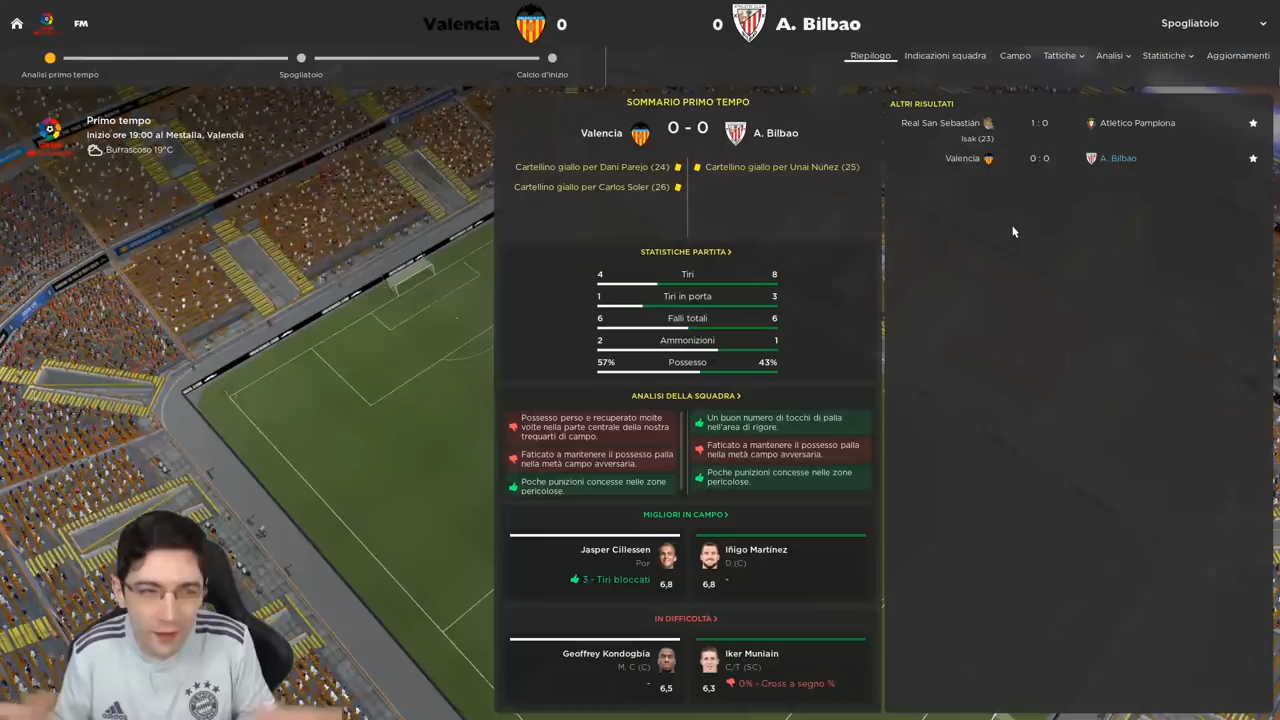 FM
Valencia 0
0 A. Bilbao
Spogliatoio
Analisi primo tempo
Spogliatoio
Calcio d'inizio
Riepilogo
Indicazioni squadra
Campo
Tattiche
Analisi
Statistiche
Aggiornamenti
Primo tempo
Inizio ore 19:00 al Mestalla, Valencia
Burrascoso 19°C
SOMMARIO PRIMO TEMPO
Valencia 0 - 0 A. Bilbao
Cartellino giallo per Dani Parejo (24)
Cartellino giallo per Unai Núñez (25)
Cartellino giallo per Carlos Soler (26)
STATISTICHE PARTITA
4 Tiri 8
1 Tiri in porta 3
6 Falli totali 6
2 Ammonizioni 1
57% Possesso 43%
ANALISI DELLA SQUADRA
Possesso perso e recuperato molte
volte nella parte centrale della nostra
trequarti di campo.
Faticato a mantenere il possesso palla
nella metà campo avversaria.
Poche punizioni concesse nelle zone
pericolose.
Un buon numero di tocchi di palla
nell'area di rigore.
Faticato a mantenere il possesso palla
nella metà campo avversaria.
Poche punizioni concesse nelle zone
pericolose.
MIGLIORI IN CAMPO
Jasper Cillessen
Por
3 - Tiri bloccati
6,8
Iñigo Martínez
D (C)
-
6,8
IN DIFFICOLTÀ
Geoffrey Kondogbia
M, C (C)
-
6,5
Iker Muniain
C/T (SC)
0% - Cross a segno %
6,3
ALTRI RISULTATI
Real San Sebastián 1 : 0 Atlético Pamplona
Isak (23)
Valencia 0 : 0 A. Bilbao